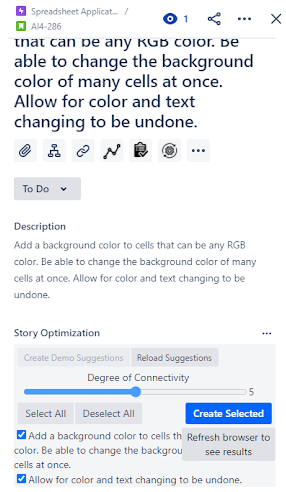 Spreadsheet Applicat... /
AI4-286
1
that can be any RGB color. Be
able to change the background
color of many cells at once.
Allow for color and text
changing to be undone.
To Do
Description
Add a background color to cells that can be any RGB
color. Be able to change the background color of many
cells at once. Allow for color and text changing to be
undone.
Story Optimization
Create Demo Suggestions Reload Suggestions
Degree of Connectivity
5
Select All Deselect All Create Selected
Refresh browser to
see results
Add a background color to cells th
color. Be able to change the backgrou
cells at once.
Allow for color and text changing to be undone.